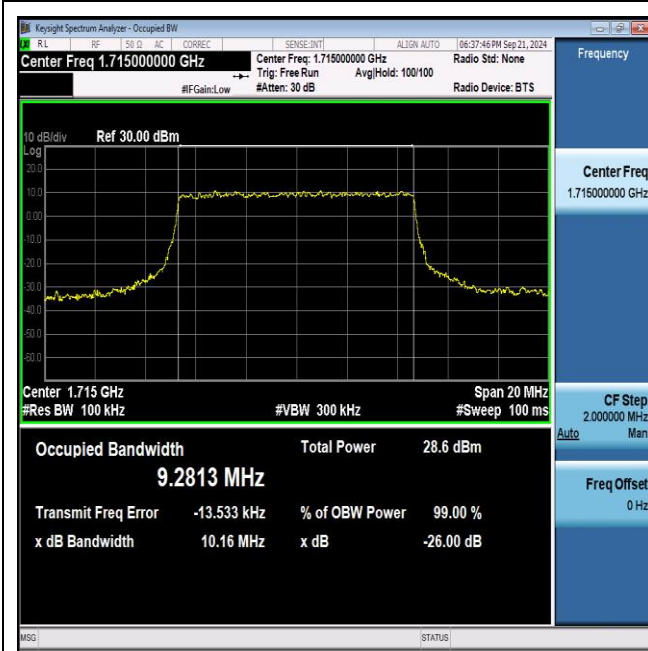 Keysight Spectrum Analyzer - Occupied BW
RL RF 50 Ω AC CORREC SENSE:INT ALIGN AUTO 06:37:46 PM Sep 21, 2024
Center Freq 1.715000000 GHz
Center Freq: 1.715000000 GHz
Radio Std: None
Trig: Free Run Avg|Hold: 100/100
#IFGain:Low
#Atten: 30 dB
Radio Device: BTS
10 dB/div Ref 30.00 dBm
Log
20.0
10.0
0.00
-10.0
-20.0
-30.0
-40.0
-50.0
-60.0
Center 1.715 GHz
Span 20 MHz
#Res BW 100 kHz
#VBW 300 kHz
#Sweep 100 ms
Occupied Bandwidth
9.2813 MHz
Total Power 28.6 dBm
Transmit Freq Error -13.533 kHz
% of OBW Power 99.00 %
x dB Bandwidth 10.16 MHz
x dB -26.00 dB
Frequency
Center Freq
1.715000000 GHz
CF Step
2.000000 MHz
Auto Man
Freq Offset
0 Hz
MSG STATUS